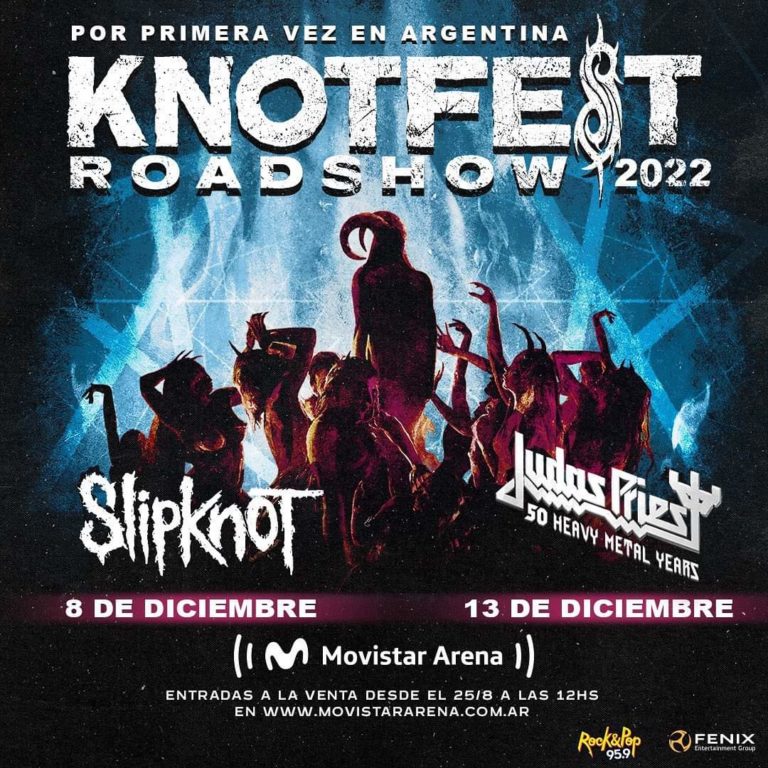 POR PRIMERA VEZ EN ARGENTINA
KNOTFEST
ROADSHOW 2022
SLIPKNOT
Judas Priest
50 HEAVY METAL YEARS
8 DE DICIEMBRE
13 DE DICIEMBRE
Movistar Arena
ENTRADAS A LA VENTA DESDE EL 25/8 A LAS 12HS
EN WWW.MOVISTARARENA.COM.AR
Rock&Pop
95.9
FENIX
Entertainment Group